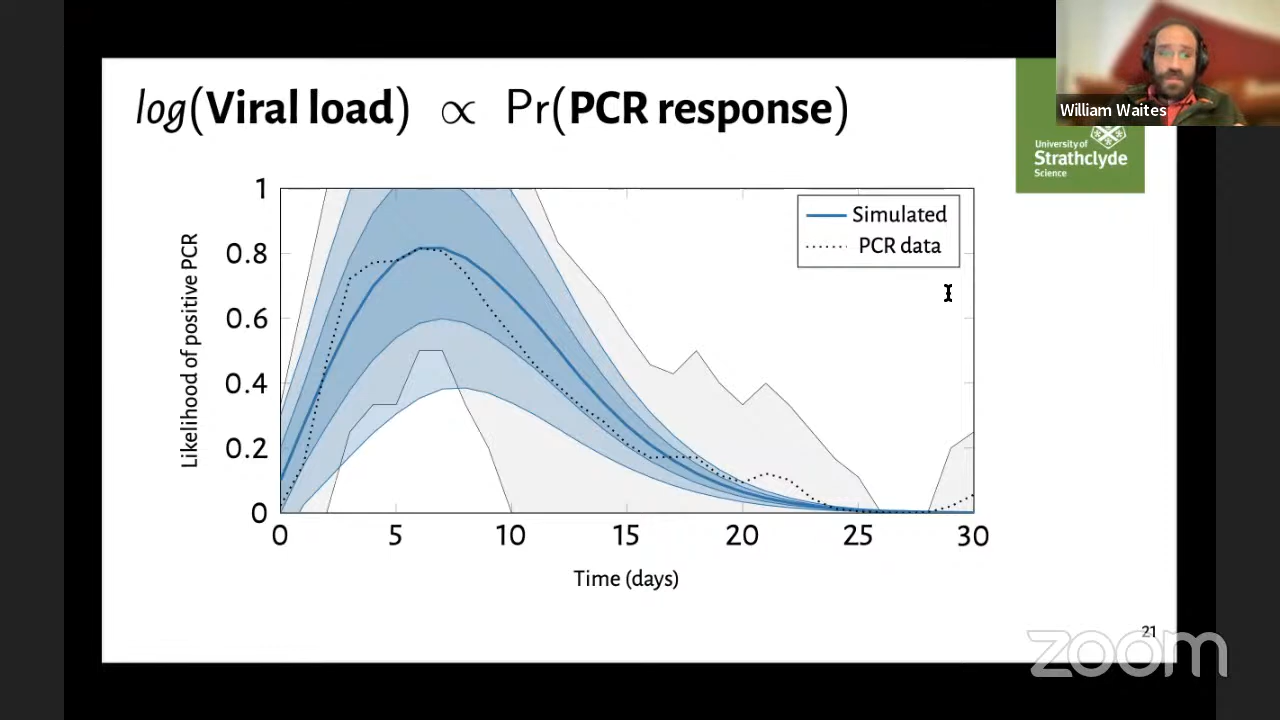 log(Viral load) ∝ Pr(PCR response)
William Waites
University of
Strathclyde
Science
Simulated
PCR data
Likelihood of positive PCR
1
0.8
0.6
0.4
0.2
0
0 5 10 15 20 25 30
Time (days)
21
zoom